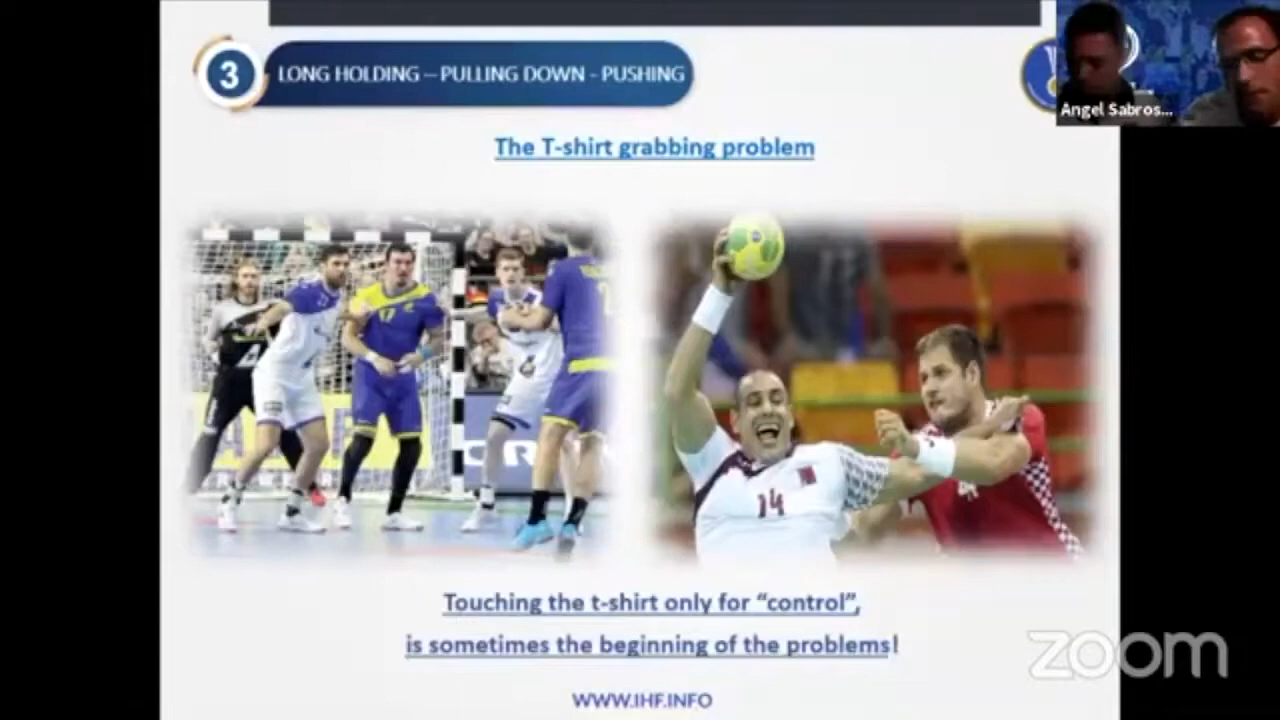 3
LONG HOLDING – PULLING DOWN - PUSHING
Angel Sabros...
The T-shirt grabbing problem
17
14
Touching the t-shirt only for “control”,
is sometimes the beginning of the problems!
zoom
WWW.IHF.INFO